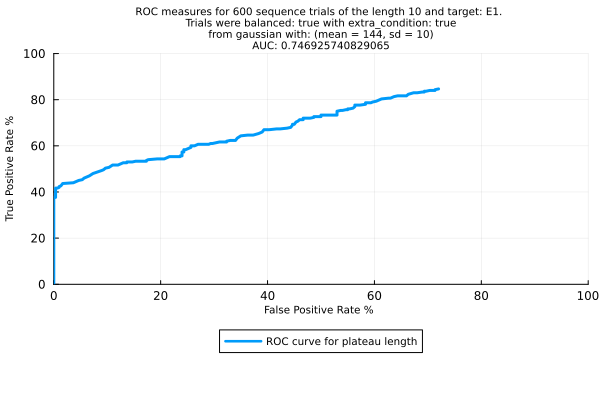 ROC measures for 600 sequence trials of the length 10 and target: E1.
Trials were balanced: true with extra_condition: true
from gaussian with: (mean = 144, sd = 10)
AUC: 0.746925740829065
100
80
60
40
20
0
True Positive Rate %
0 20 40 60 80 100
False Positive Rate %
ROC curve for plateau length